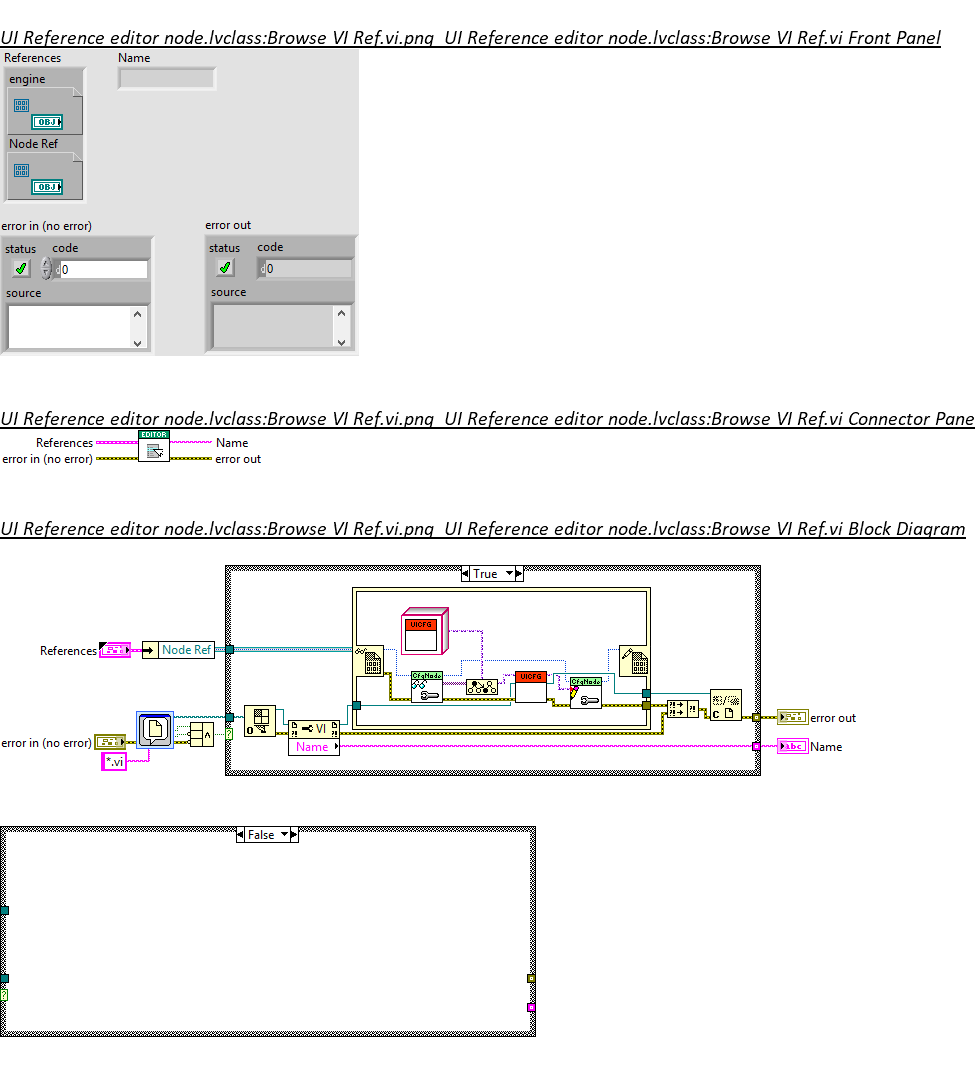 UI Reference editor node.lvclass:Browse VI Ref.vi.png UI Reference editor node.lvclass:Browse VI Ref.vi Front Panel
References
Name
engine
OBJ
Node Ref
OBJ
error in (no error)
error out
status
code
status
code
d 0
d 0
source
source
UI Reference editor node.lvclass:Browse VI Ref.vi.png UI Reference editor node.lvclass:Browse VI Ref.vi Connector Pane
EDITOR
References
Name
error in (no error)
error out
UI Reference editor node.lvclass:Browse VI Ref.vi.png UI Reference editor node.lvclass:Browse VI Ref.vi Block Diagram
True
UICFG
References
Node Ref
CfgNode
UICFG
CfgNode
error in (no error)
VI
error out
Name
Name
abc
*.vi
False